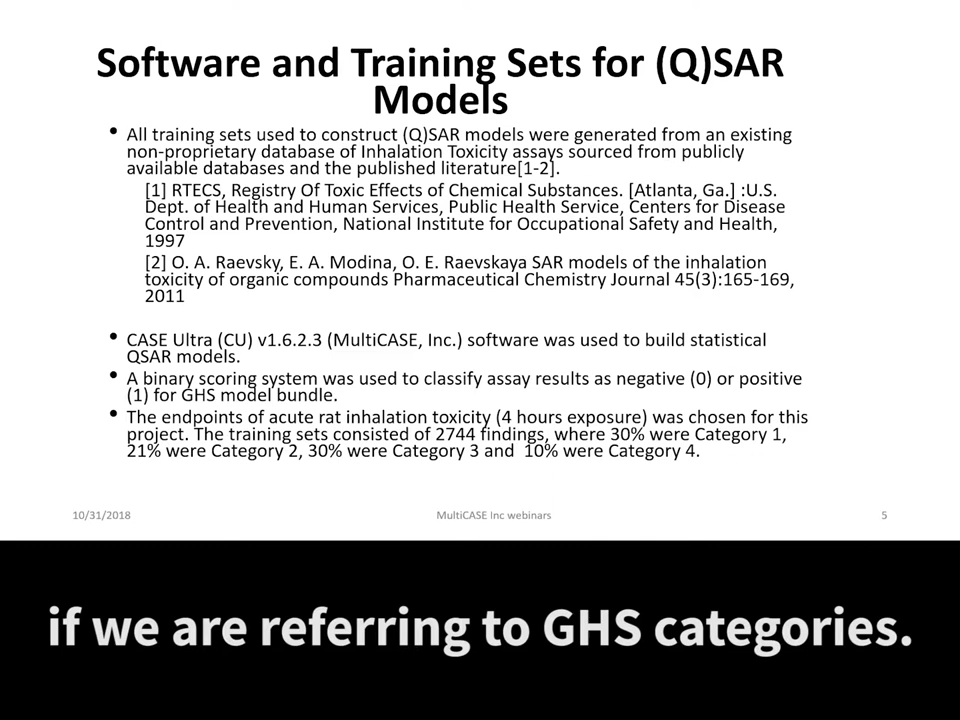 Software and Training Sets for (Q)SAR
Models
• All training sets used to construct (Q)SAR models were generated from an existing
non-proprietary database of Inhalation Toxicity assays sourced from publicly
available databases and the published literature[1-2].
[1] RTECS, Registry Of Toxic Effects of Chemical Substances. [Atlanta, Ga.] :U.S.
Dept. of Health and Human Services, Public Health Service, Centers for Disease
Control and Prevention, National Institute for Occupational Safety and Health,
1997
[2] O. A. Raevsky, E. A. Modina, O. E. Raevskaya SAR models of the inhalation
toxicity of organic compounds Pharmaceutical Chemistry Journal 45(3):165-169,
2011
• CASE Ultra (CU) v1.6.2.3 (MultiCASE, Inc.) software was used to build statistical
QSAR models.
• A binary scoring system was used to classify assay results as negative (0) or positive
(1) for GHS model bundle.
• The endpoints of acute rat inhalation toxicity (4 hours exposure) was chosen for this
project. The training sets consisted of 2744 findings, where 30% were Category 1,
21% were Category 2, 30% were Category 3 and 10% were Category 4.
10/31/2018 MultiCASE Inc webinars 5
if we are referring to GHS categories.